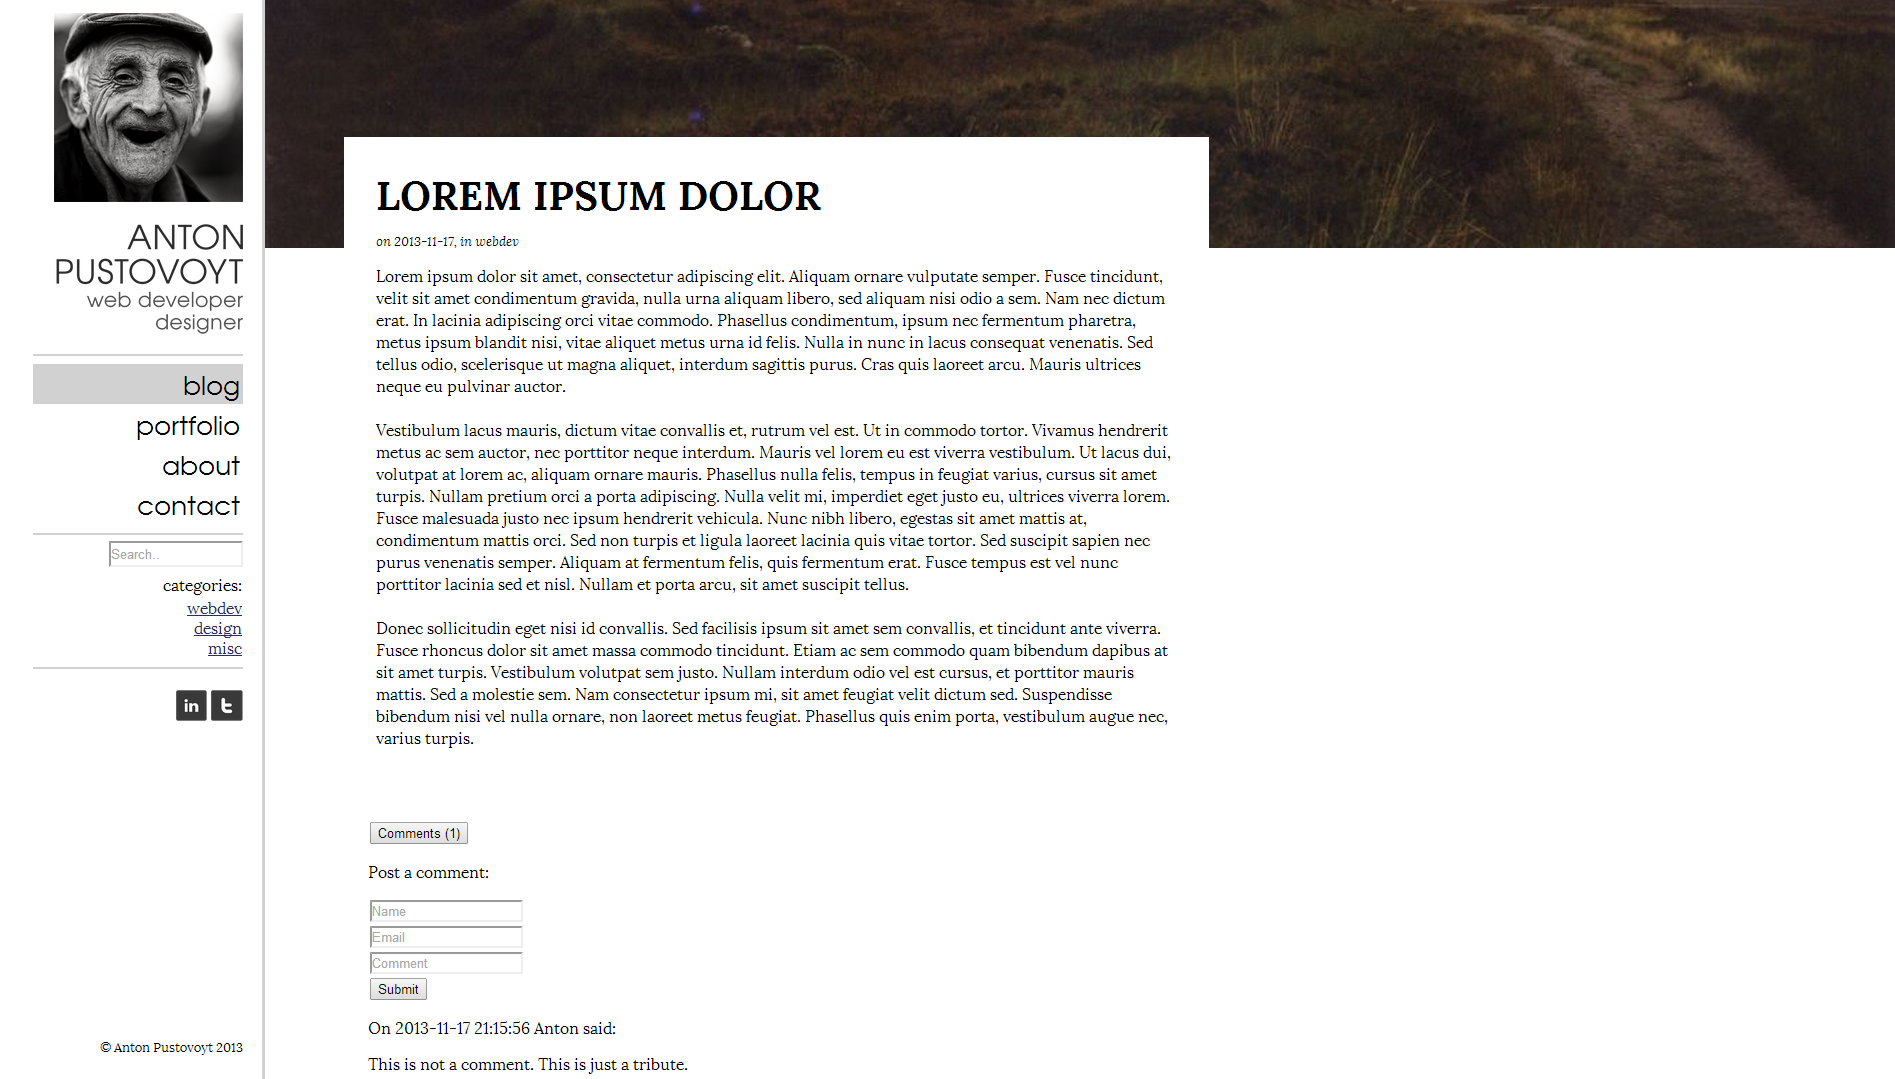 ANTON
PUSTOVOYT
web developer
designer
blog
portfolio
about
contact
Search..
categories:
webdev
design
misc
in t
© Anton Pustovoyt 2013
LOREM IPSUM DOLOR
on 2013-11-17, in webdev
Lorem ipsum dolor sit amet, consectetur adipiscing elit. Aliquam ornare vulputate semper. Fusce tincidunt,
velit sit amet condimentum gravida, nulla urna aliquam libero, sed aliquam nisi odio a sem. Nam nec dictum
erat. In lacinia adipiscing orci vitae commodo. Phasellus condimentum, ipsum nec fermentum pharetra,
metus ipsum blandit nisi, vitae aliquet metus urna id felis. Nulla in nunc in lacus consequat venenatis. Sed
tellus odio, scelerisque ut magna aliquet, interdum sagittis purus. Cras quis laoreet arcu. Mauris ultrices
neque eu pulvinar auctor.
Vestibulum lacus mauris, dictum vitae convallis et, rutrum vel est. Ut in commodo tortor. Vivamus hendrerit
metus ac sem auctor, nec porttitor neque interdum. Mauris vel lorem eu est viverra vestibulum. Ut lacus dui,
volutpat at lorem ac, aliquam ornare mauris. Phasellus nulla felis, tempus in feugiat varius, cursus sit amet
turpis. Nullam pretium orci a porta adipiscing. Nulla velit mi, imperdiet eget justo eu, ultrices viverra lorem.
Fusce malesuada justo nec ipsum hendrerit vehicula. Nunc nibh libero, egestas sit amet mattis at,
condimentum mattis orci. Sed non turpis et ligula laoreet lacinia quis vitae tortor. Sed suscipit sapien nec
purus venenatis semper. Aliquam at fermentum felis, quis fermentum erat. Fusce tempus est vel nunc
porttitor lacinia sed et nisl. Nullam et porta arcu, sit amet suscipit tellus.
Donec sollicitudin eget nisi id convallis. Sed facilisis ipsum sit amet sem convallis, et tincidunt ante viverra.
Fusce rhoncus dolor sit amet massa commodo tincidunt. Etiam ac sem commodo quam bibendum dapibus at
sit amet turpis. Vestibulum volutpat sem justo. Nullam interdum odio vel est cursus, et porttitor mauris
mattis. Sed a molestie sem. Nam consectetur ipsum mi, sit amet feugiat velit dictum sed. Suspendisse
bibendum nisi vel nulla ornare, non laoreet metus feugiat. Phasellus quis enim porta, vestibulum augue nec,
varius turpis.
Comments (1)
Post a comment:
Name
Email
Comment
Submit
On 2013-11-17 21:15:56 Anton said:
This is not a comment. This is just a tribute.